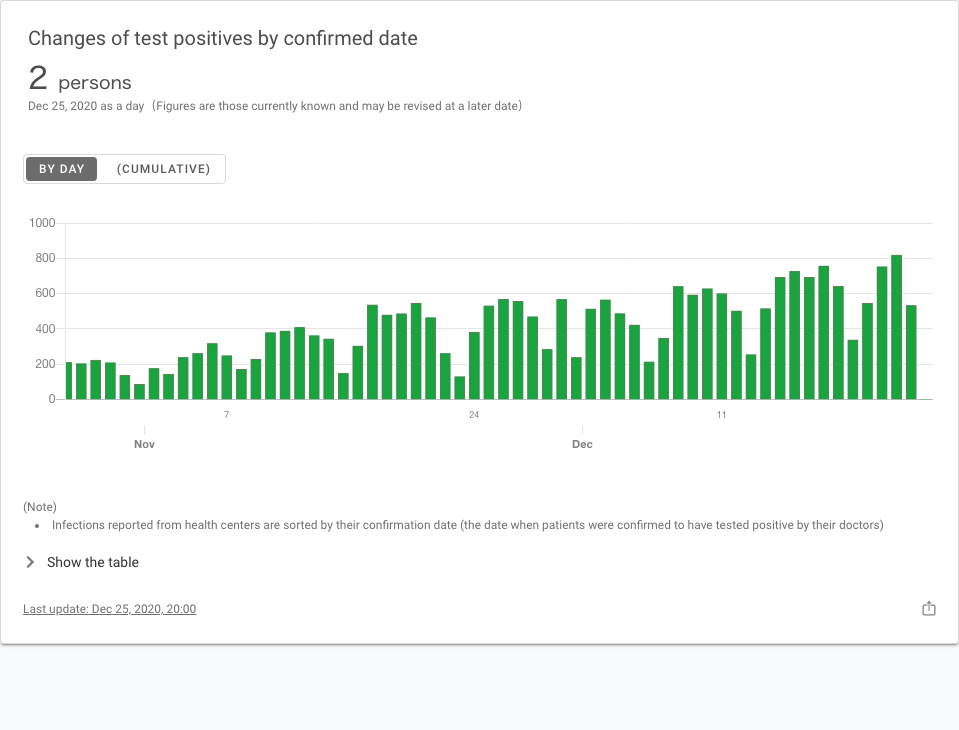 Changes of test positives by confirmed date
2 persons
Dec 25, 2020 as a day (Figures are those currently known and may be revised at a later date)
BY DAY (CUMULATIVE)
1000
800
600
400
200
0
7 24 11
Nov Dec
(Note)
• Infections reported from health centers are sorted by their confirmation date (the date when patients were confirmed to have tested positive by their doctors)
Show the table
Last update: Dec 25, 2020, 20:00